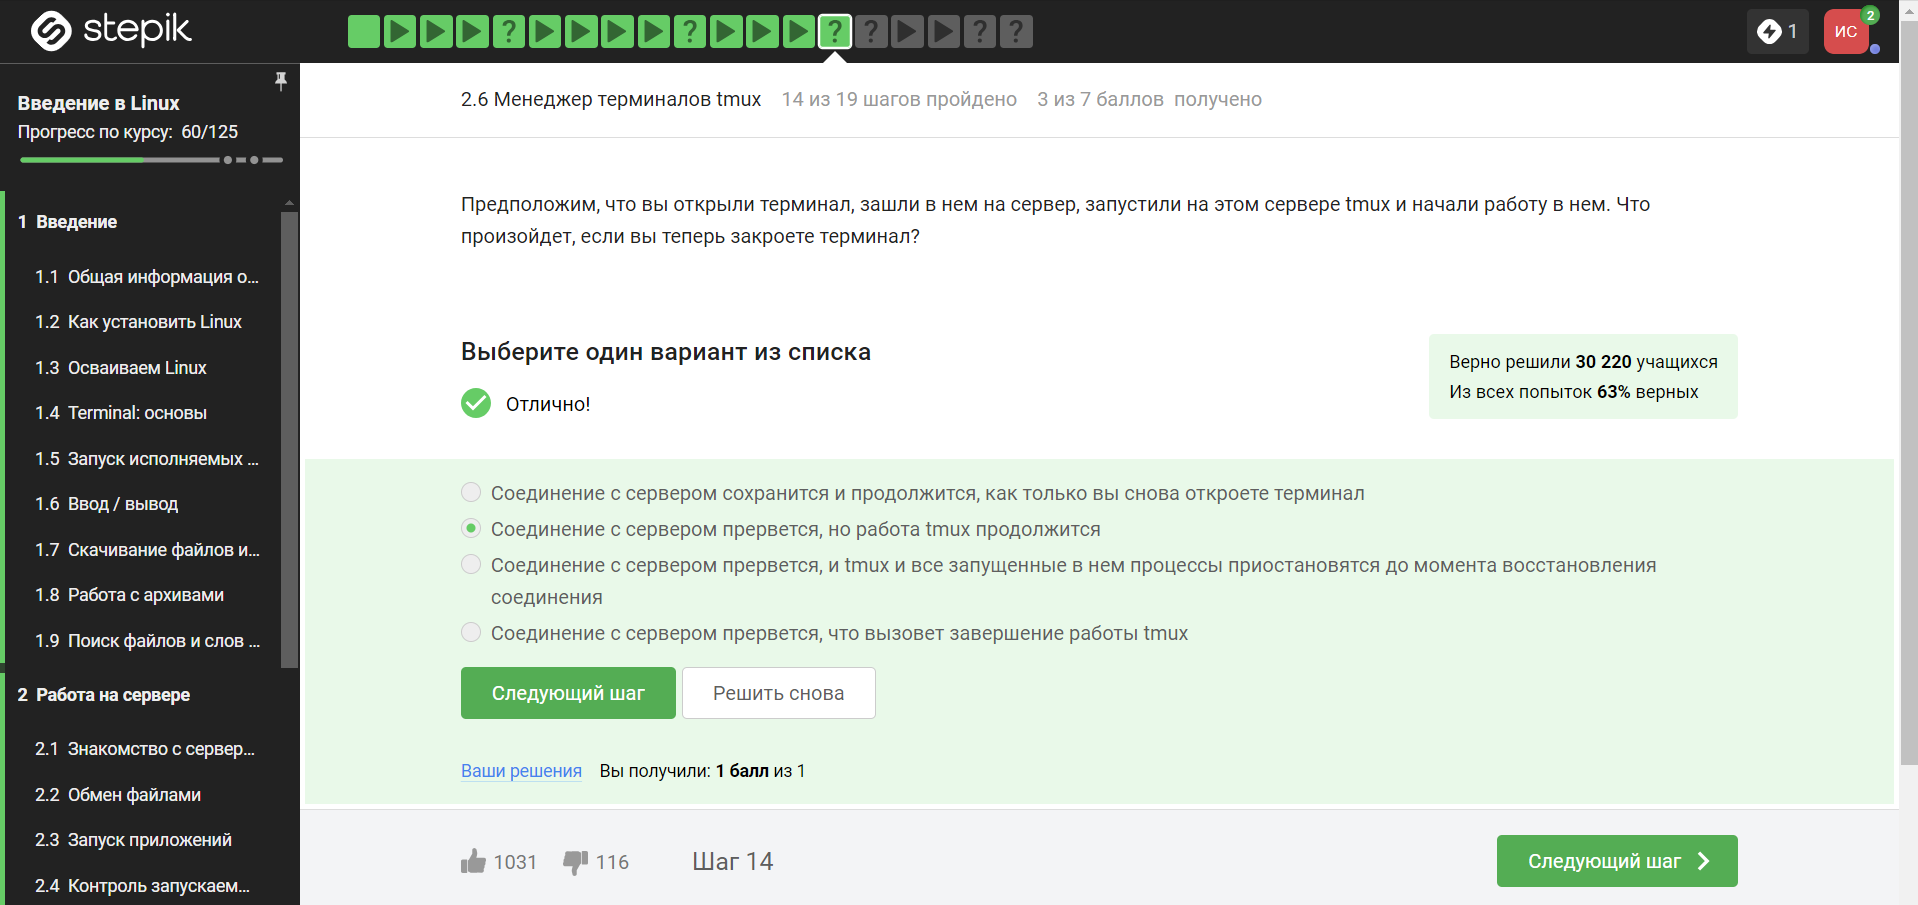 stepik
? ? ? ? ? ?
1
ИС
2
Введение в Linux
Прогресс по курсу: 60/125
1 Введение
1.1 Общая информация о...
1.2 Как установить Linux
1.3 Осваиваем Linux
1.4 Terminal: основы
1.5 Запуск исполняемых ...
1.6 Ввод / вывод
1.7 Скачивание файлов и...
1.8 Работа с архивами
1.9 Поиск файлов и слов ...
2 Работа на сервере
2.1 Знакомство с сервер...
2.2 Обмен файлами
2.3 Запуск приложений
2.4 Контроль запускаем...
2.6 Менеджер терминалов tmux 14 из 19 шагов пройдено 3 из 7 баллов получено
Предположим, что вы открыли терминал, зашли в нем на сервер, запустили на этом сервере tmux и начали работу в нем. Что
произойдет, если вы теперь закроете терминал?
Выберите один вариант из списка
Отлично!
Верно решили 30 220 учащихся
Из всех попыток 63% верных
Соединение с сервером сохранится и продолжится, как только вы снова откроете терминал
Соединение с сервером прервется, но работа tmux продолжится
Соединение с сервером прервется, и tmux и все запущенные в нем процессы приостановятся до момента восстановления
соединения
Соединение с сервером прервется, что вызовет завершение работы tmux
Следующий шаг Решить снова
Ваши решения Вы получили: 1 балл из 1
1031 116 Шаг 14 Следующий шаг